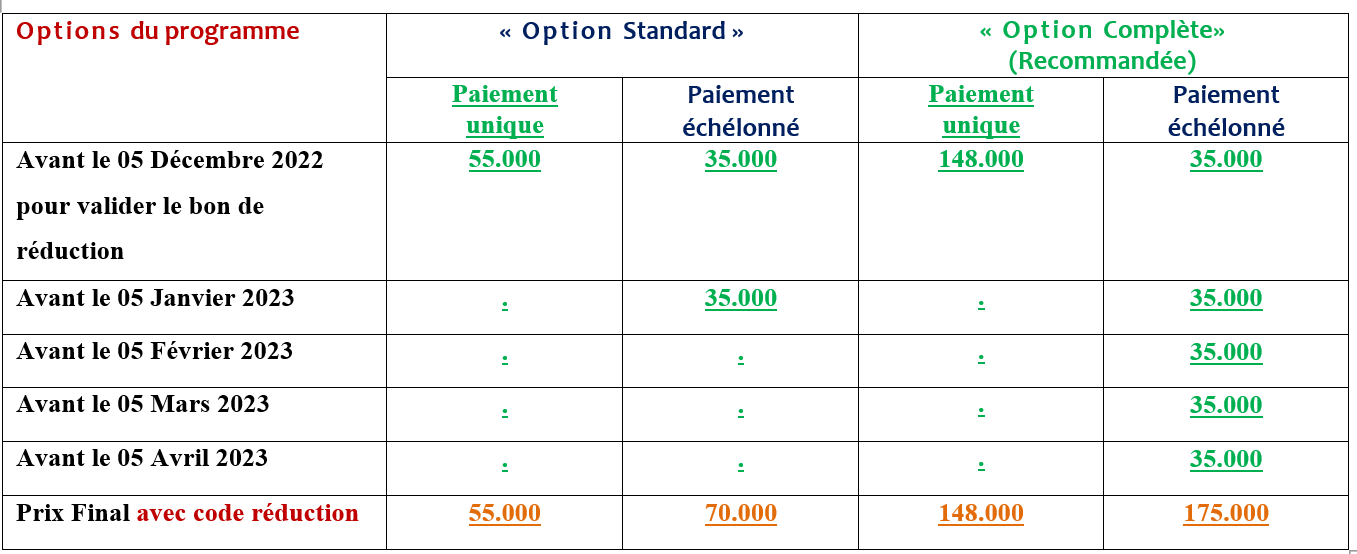 Options du programme
« Option Standard »
« Option Complète»
(Recommandée)
Paiement
unique
Paiement
échélonné
Paiement
unique
Paiement
échélonné
Avant le 05 Décembre 2022
pour valider le bon de
réduction
55.000
35.000
148.000
35.000
Avant le 05 Janvier 2023
.
35.000
.
35.000
Avant le 05 Février 2023
.
.
.
35.000
Avant le 05 Mars 2023
.
.
.
35.000
Avant le 05 Avril 2023
.
.
.
35.000
Prix Final avec code réduction
55.000
70.000
148.000
175.000